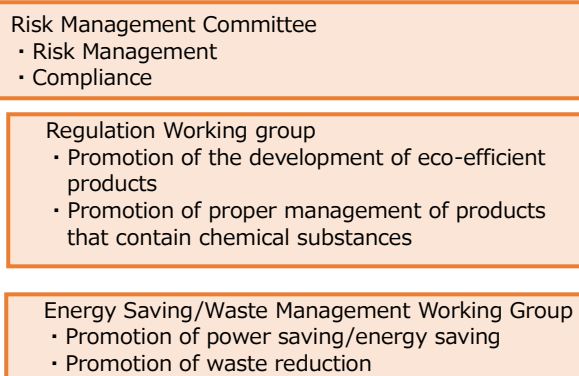 Risk Management Committee
・Risk Management
・Compliance
Regulation Working group
・Promotion of the development of eco-efficient
products
・Promotion of proper management of products
that contain chemical substances
Energy Saving/Waste Management Working Group
・Promotion of power saving/energy saving
・Promotion of waste reduction